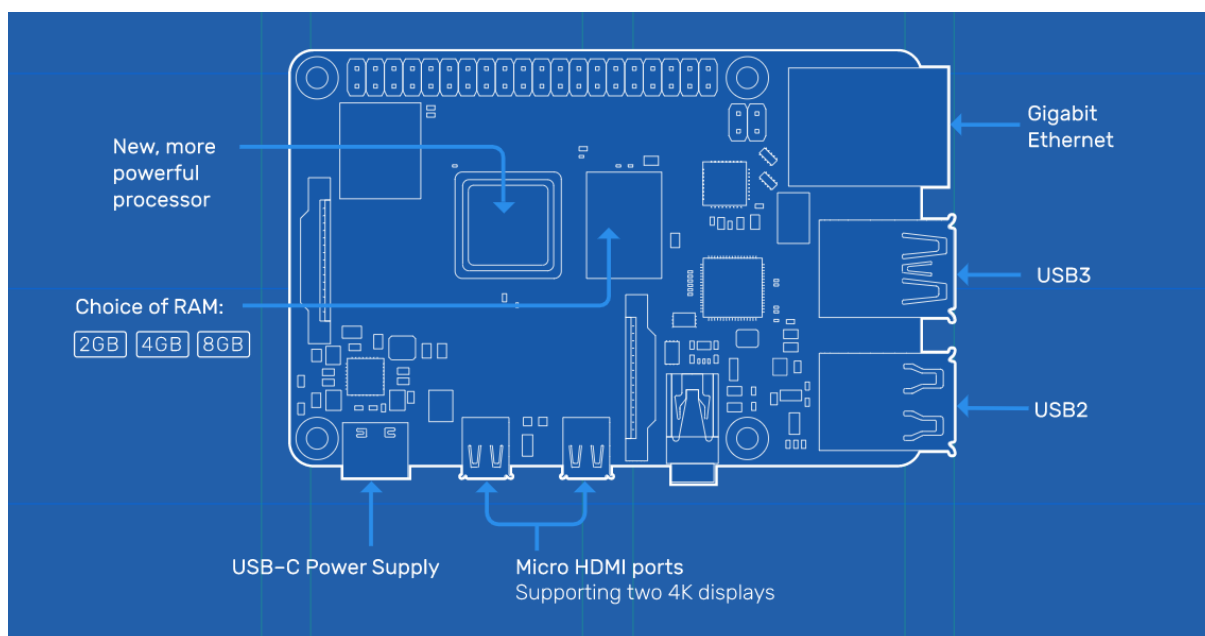 New, more
powerful
processor
Gigabit
Ethernet
USB3
Choice of RAM:
2GB 4GB 8GB
USB2
USB-C Power Supply
Micro HDMI ports
Supporting two 4K displays